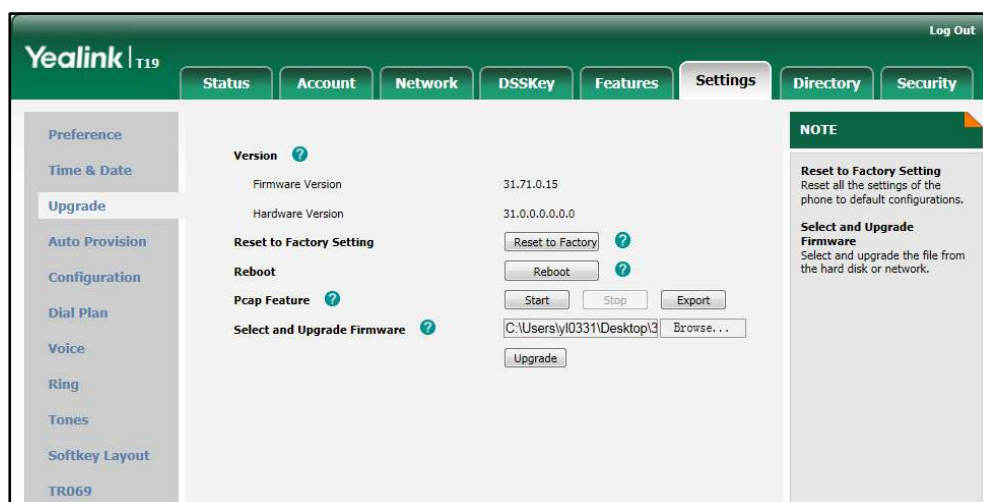 Log Out
Yealink | T19
Status Account Network DSSKey Features Settings Directory Security
Preference
Time & Date
Upgrade
Auto Provision
Configuration
Dial Plan
Voice
Ring
Tones
Softkey Layout
TR069
Version ?
Firmware Version 31.71.0.15
Hardware Version 31.0.0.0.0.0.0
Reset to Factory Setting Reset to Factory ?
Reboot Reboot ?
Pcap Feature ? Start Stop Export
Select and Upgrade Firmware ? C:\Users\yl0331\Desktop\3 Browse...
Upgrade
NOTE
Reset to Factory Setting
Reset all the settings of the
phone to default configurations.
Select and Upgrade
Firmware
Select and upgrade the file from
the hard disk or network.